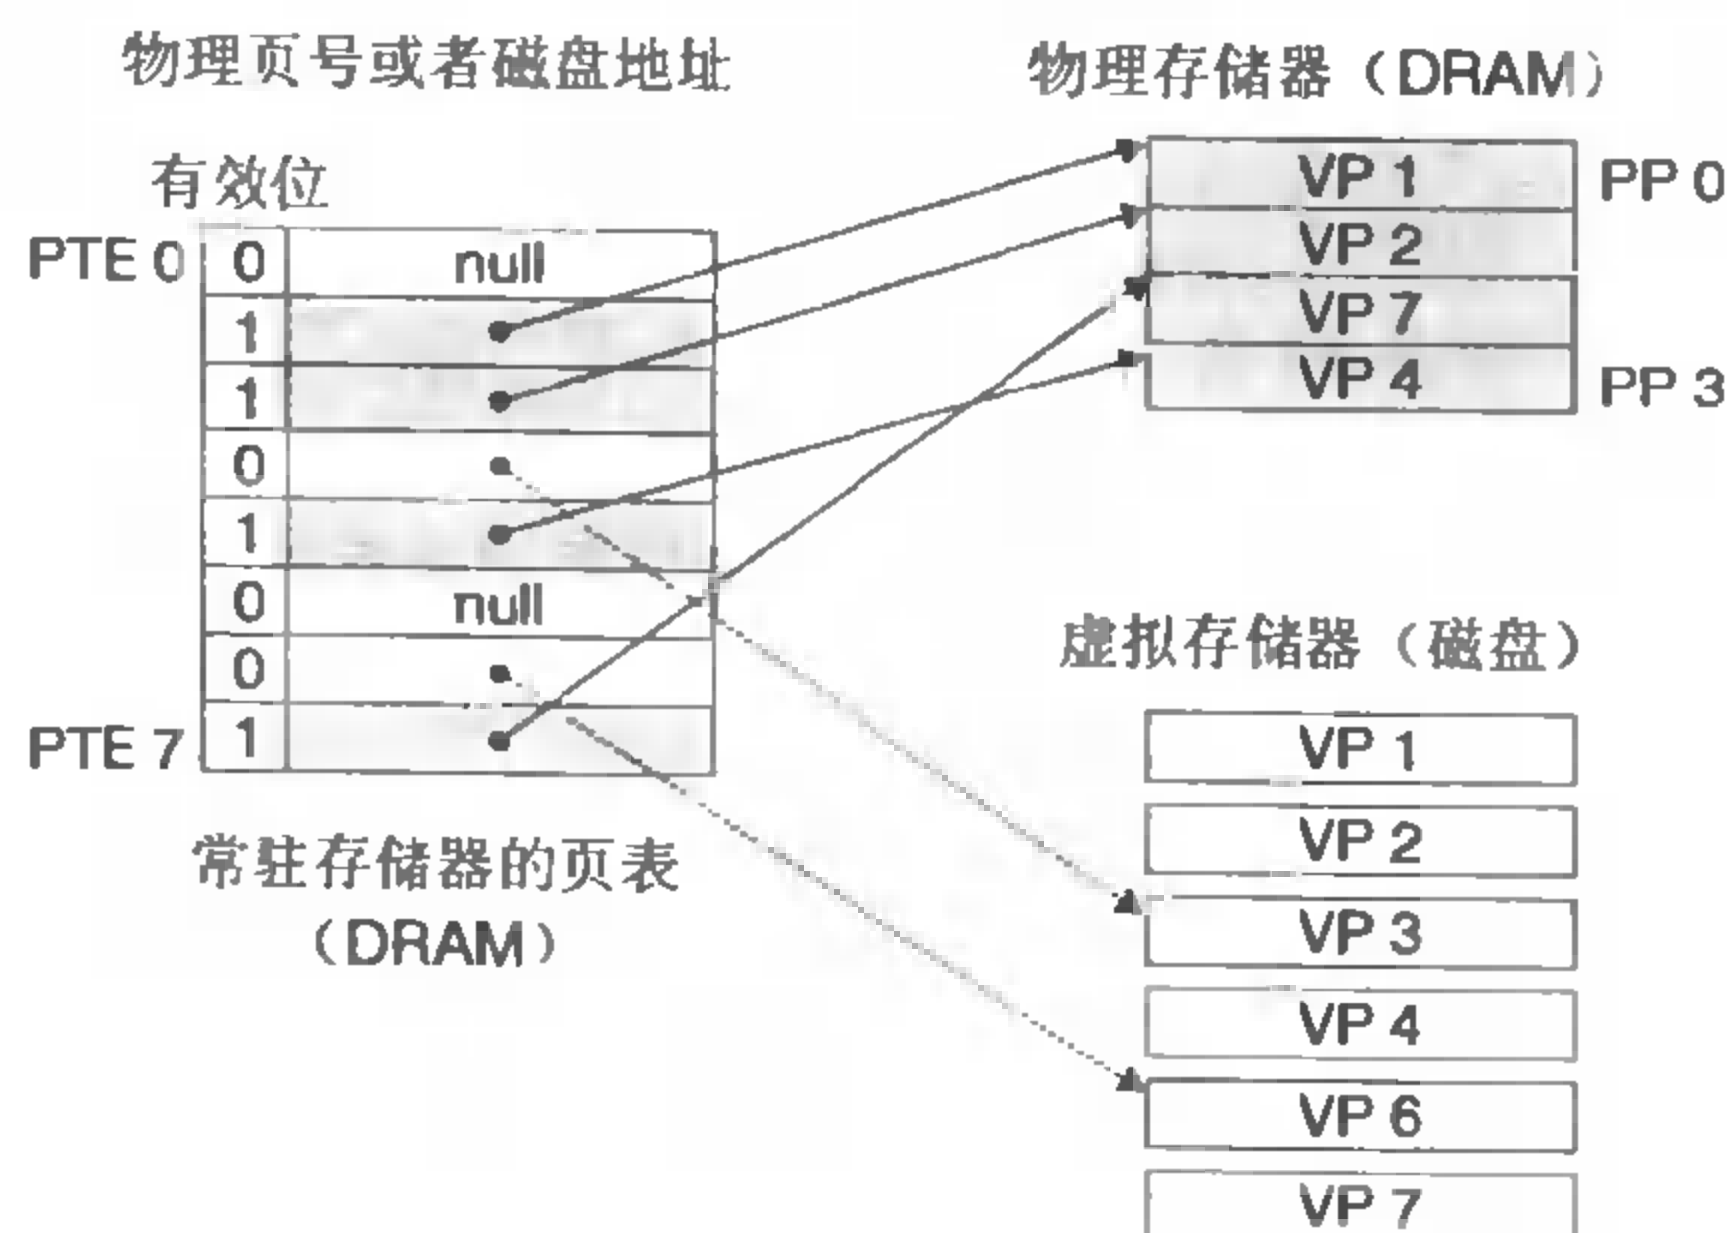 物理页号或者磁盘地址
有效位
PTE 0 0 null
1
1
0
1
0 null
0
PTE 7 1
常驻存储器的页表
（DRAM）
物理存储器（DRAM）
VP 1 PP 0
VP 2
VP 7
VP 4 PP 3
虚拟存储器（磁盘）
VP 1
VP 2
VP 3
VP 4
VP 6
VP 7